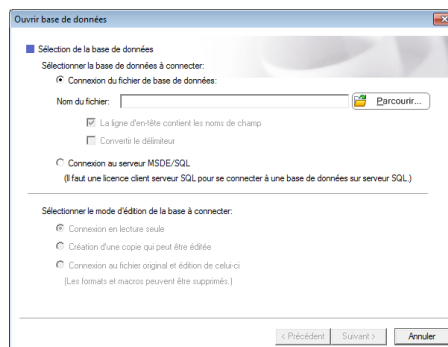 Ouvrir base de données
Sélection de la base de données
Sélectionner la base de données à connecter:
Connexion du fichier de base de données:
Nom du fichier:
Parcourir...
La ligne d'en-tête contient les noms de champ
Convertir le délimiteur
Connexion au serveur MSDE/SQL
(Il faut une licence client serveur SQL pour se connecter à une base de données sur serveur SQL.)
Sélectionner le mode d'édition de la base à connecter:
Connexion en lecture seule
Création d'une copie qui peut être éditée
Connexion au fichier original et édition de celui-ci
(Les formats et macros peuvent être supprimés.)
< Précédent Suivant > Annuler